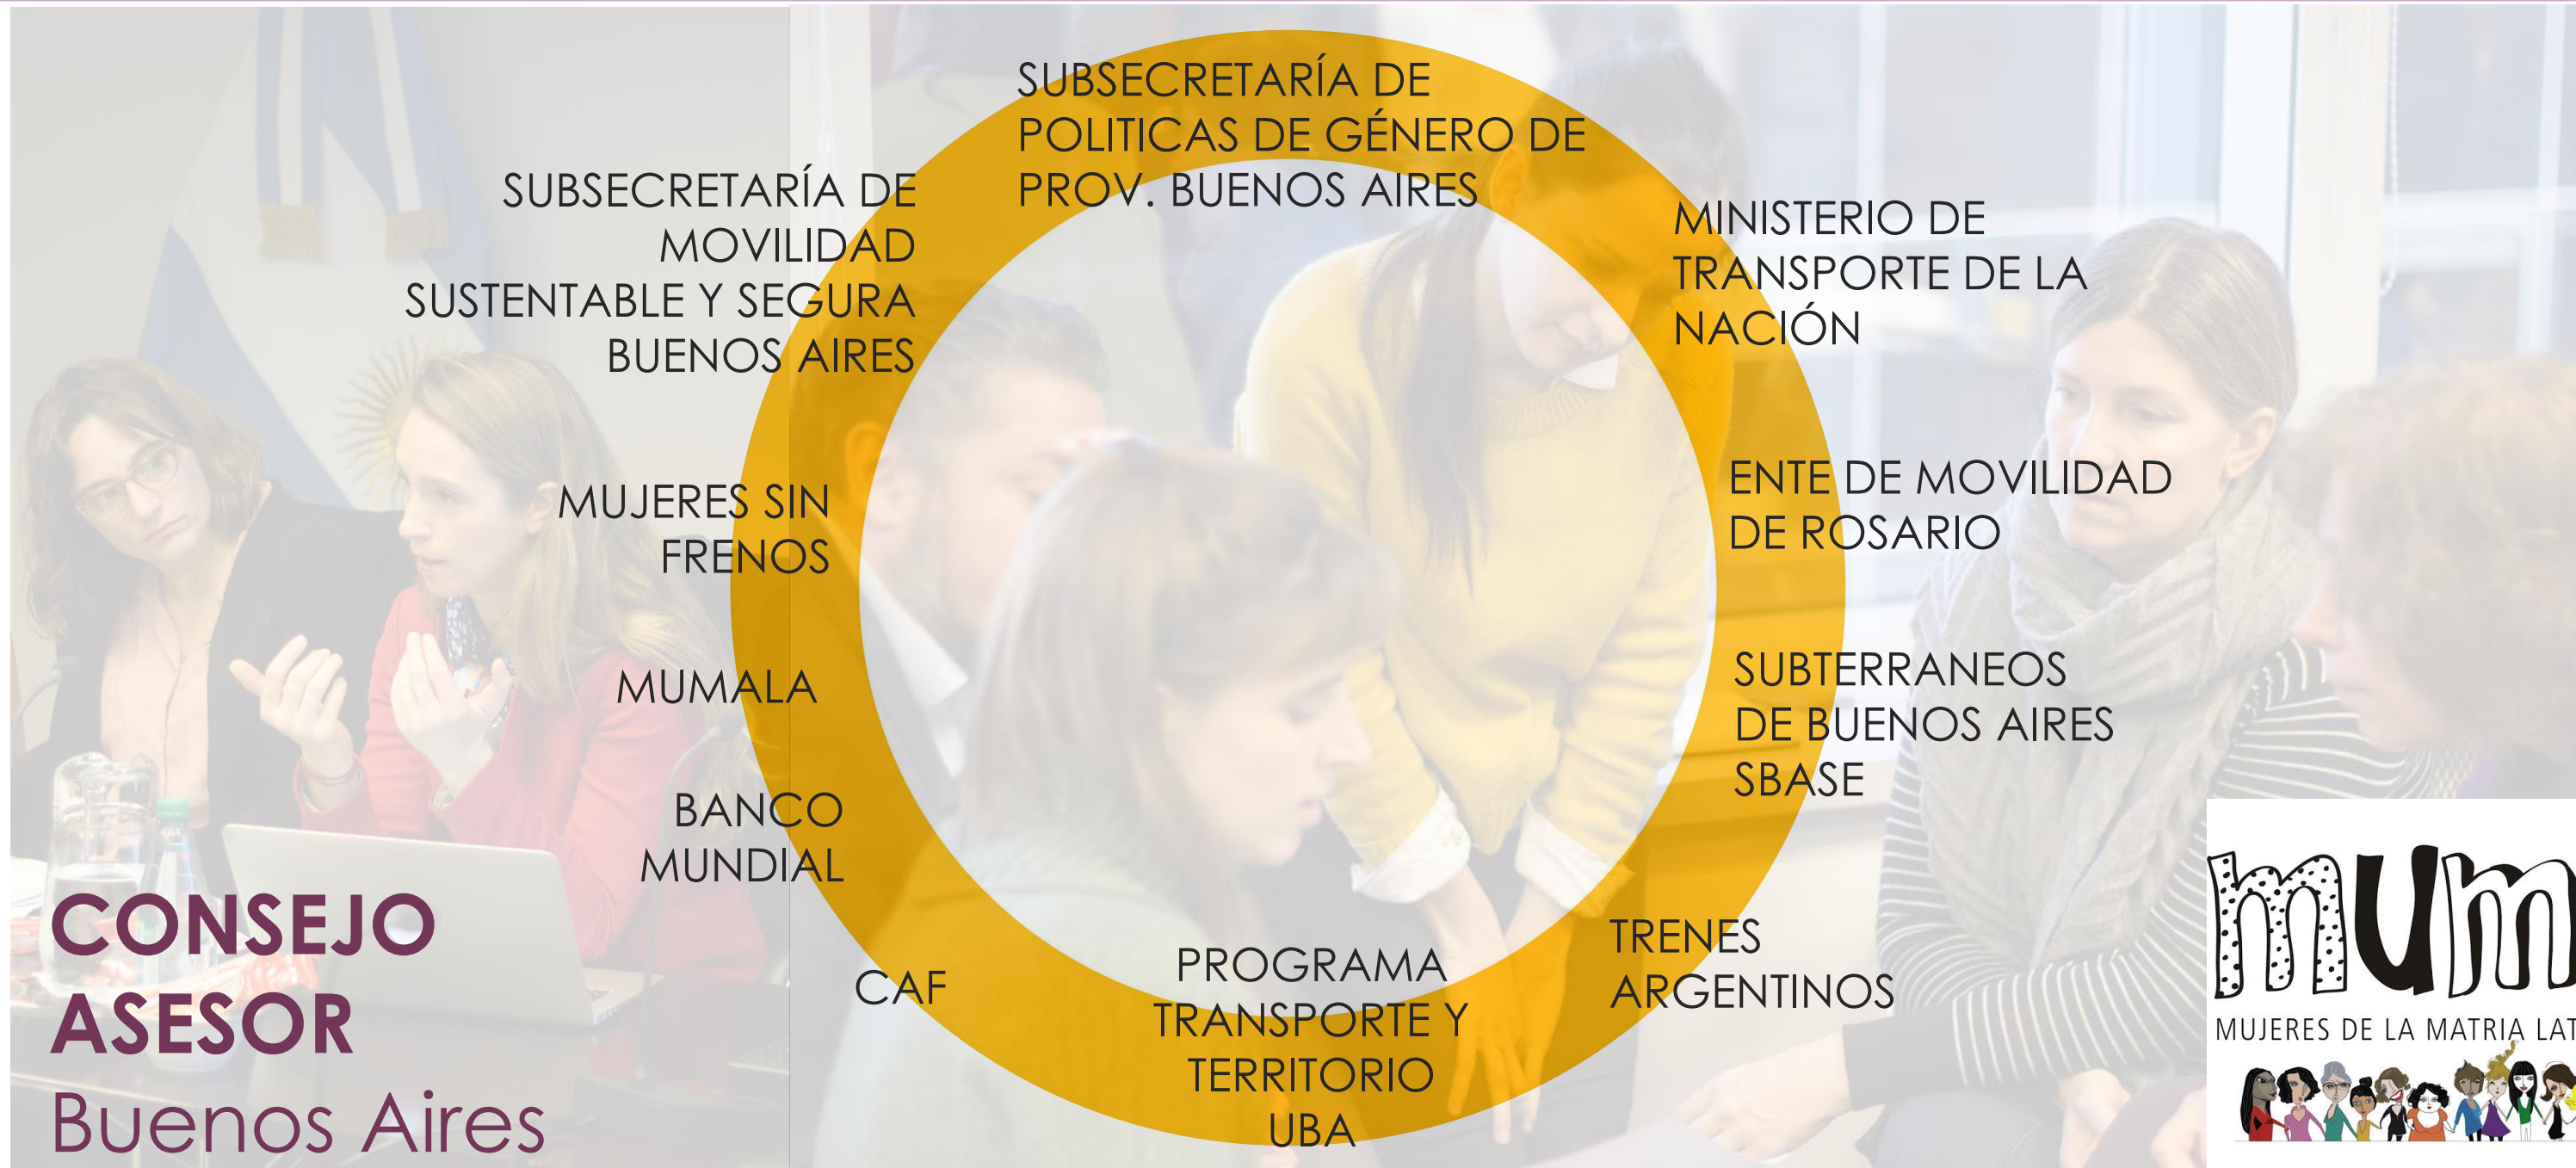 SUBSECRETARÍA DE
POLITICAS DE GÉNERO DE
PROV. BUENOS AIRES
SUBSECRETARÍA DE
MOVILIDAD
SUSTENTABLE Y SEGURA
BUENOS AIRES
MINISTERIO DE
TRANSPORTE DE LA
NACIÓN
MUJERES SIN
FRENOS
ENTE DE MOVILIDAD
DE ROSARIO
MUMALA
SUBTERRANEOS
DE BUENOS AIRES
SBASE
BANCO
MUNDIAL
TRENES
ARGENTINOS
CAF
PROGRAMA
TRANSPORTE Y
TERRITORIO
UBA
CONSEJO
ASESOR
Buenos Aires
mum
MUJERES DE LA MATRIA LAT